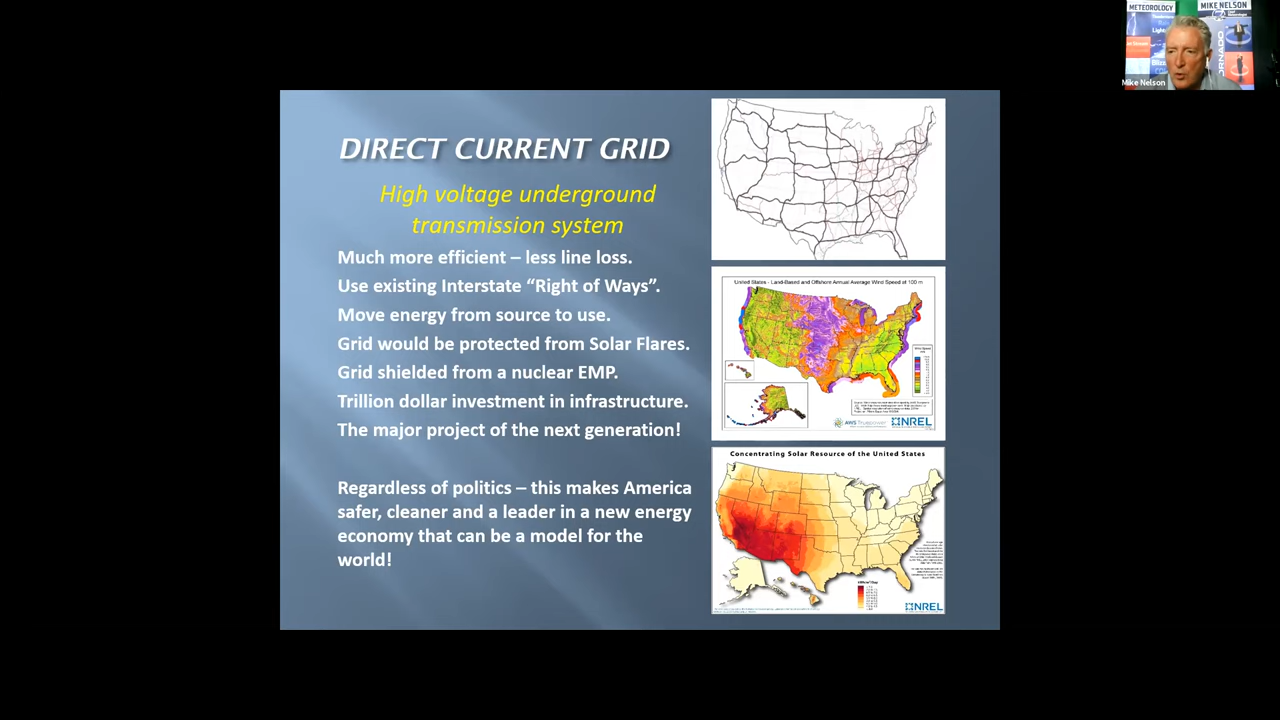 METEOROLOGY
MIKE NELSON
Mike Nelson
DIRECT CURRENT GRID
High voltage underground
transmission system
Much more efficient – less line loss.
Use existing Interstate “Right of Ways”.
Move energy from source to use.
Grid would be protected from Solar Flares.
Grid shielded from a nuclear EMP.
Trillion dollar investment in infrastructure.
The major project of the next generation!
Regardless of politics – this makes America
safer, cleaner and a leader in a new energy
economy that can be a model for the
world!
United States - Land-Based and Offshore Annual Average Wind Speed at 100 m
AWS Truepower
NREL
Concentrating Solar Resource of the United States
NREL